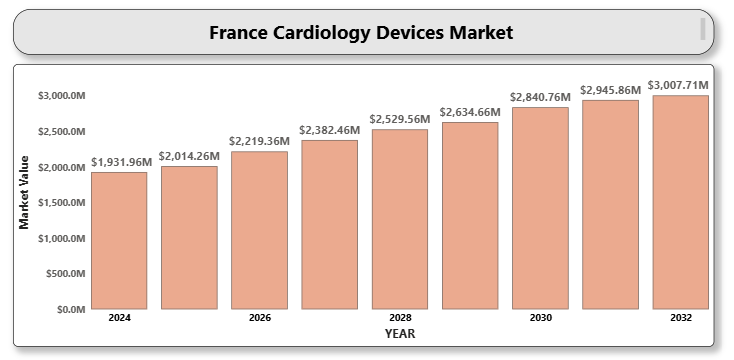 France Cardiology Devices Market
Market Value
$3,000.0M
$2,500.0M
$2,000.0M
$1,500.0M
$1,000.0M
$500.0M
$0.0M
$1,931.96M
$2,014.26M
$2,219.36M
$2,382.46M
$2,529.56M
$2,634.66M
$2,840.76M
$2,945.86M
$3,007.71M
2024 2026 2028 2030 2032
YEAR